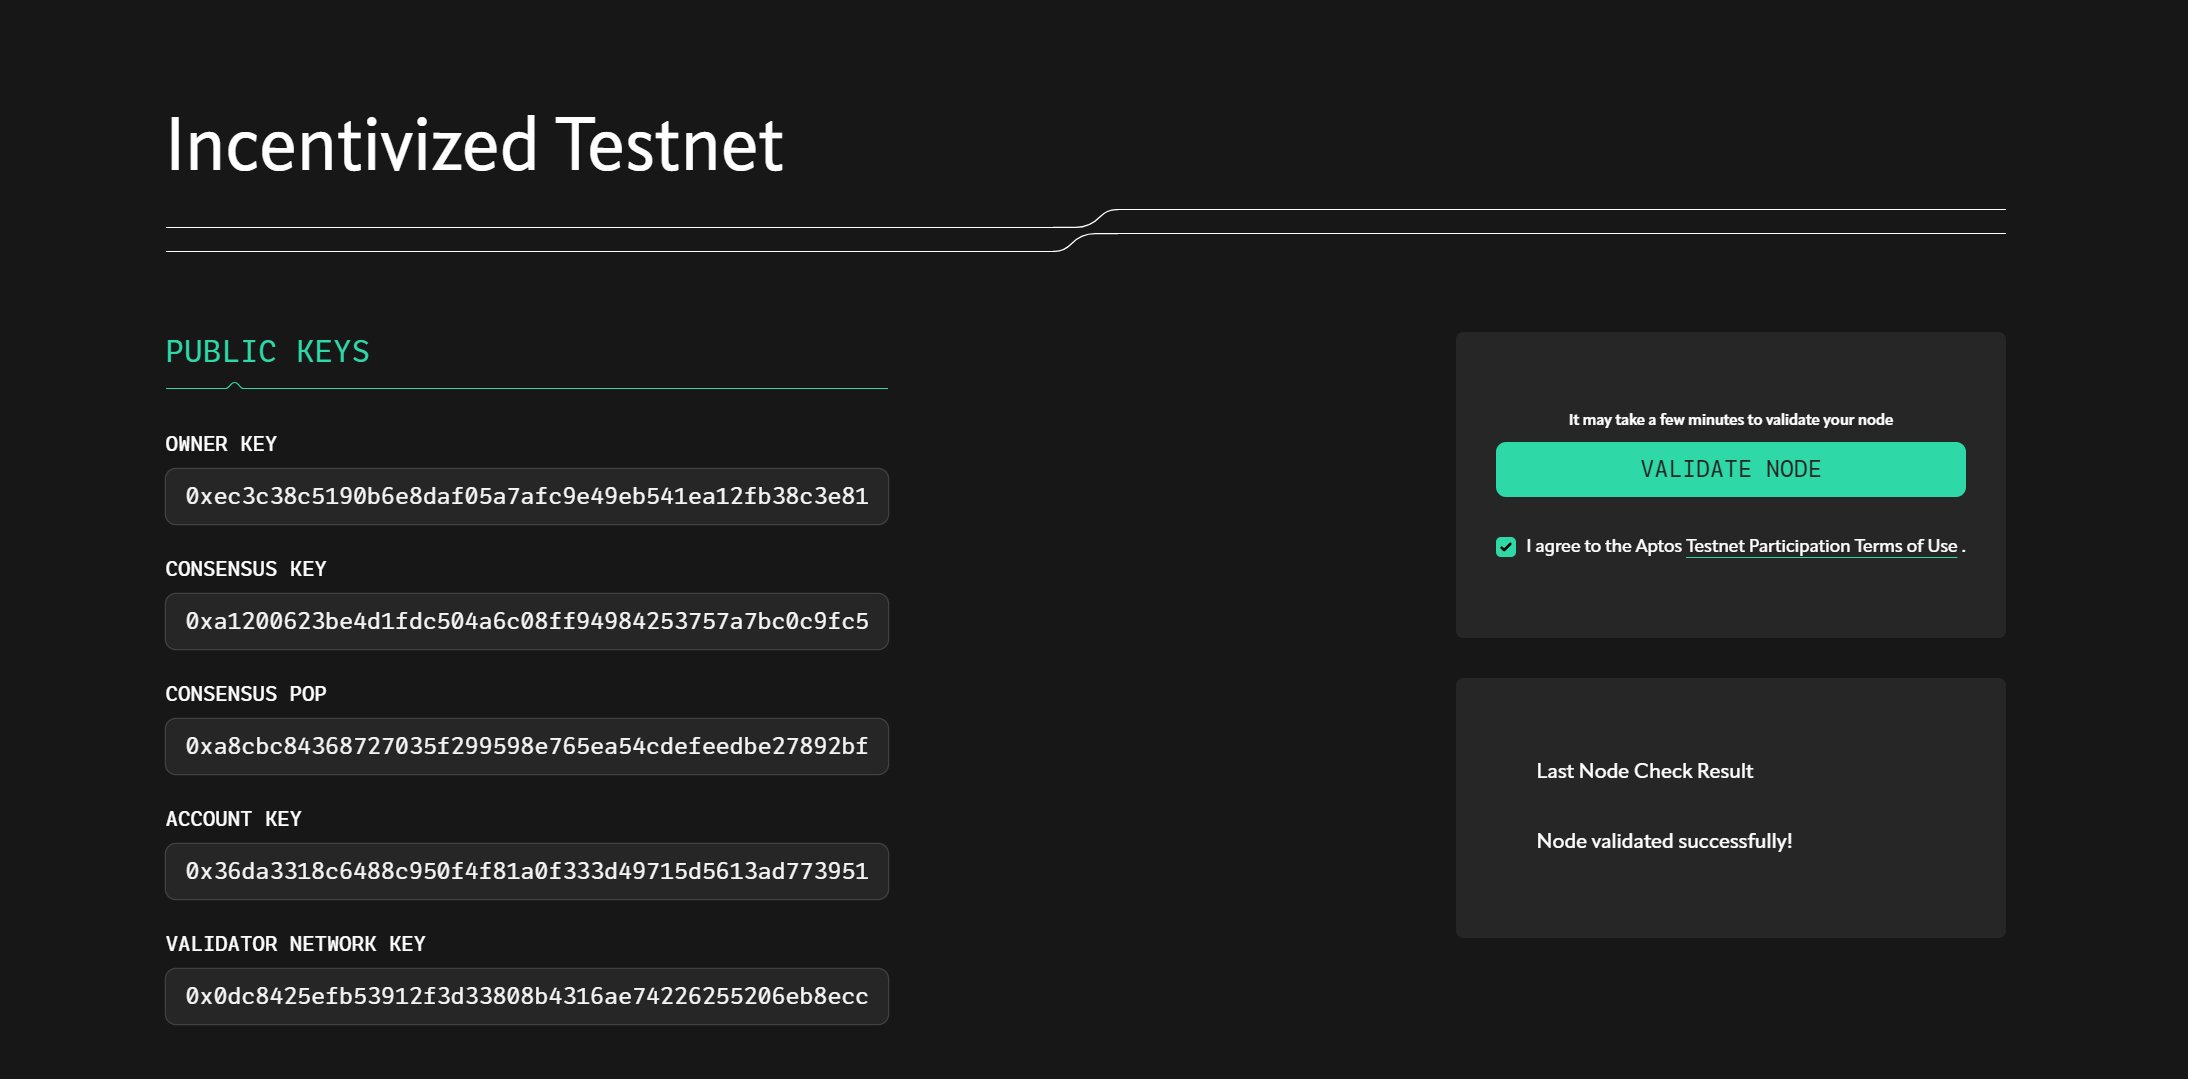 Incentivized Testnet
PUBLIC KEYS
OWNER KEY
0xec3c38c5190b6e8daf05a7afc9e49eb541ea12fb38c3e81
CONSENSUS KEY
0xa1200623be4d1fdc504a6c08ff94984253757a7bc0c9fc5
CONSENSUS POP
0xa8cbc84368727035f299598e765ea54cdefeedbe27892bf
ACCOUNT KEY
0x36da3318c6488c950f4f81a0f333d49715d5613ad773951
VALIDATOR NETWORK KEY
0x0dc8425efb53912f3d33808b4316ae74226255206eb8ecc
It may take a few minutes to validate your node
VALIDATE NODE
I agree to the Aptos Testnet Participation Terms of Use .
Last Node Check Result
Node validated successfully!